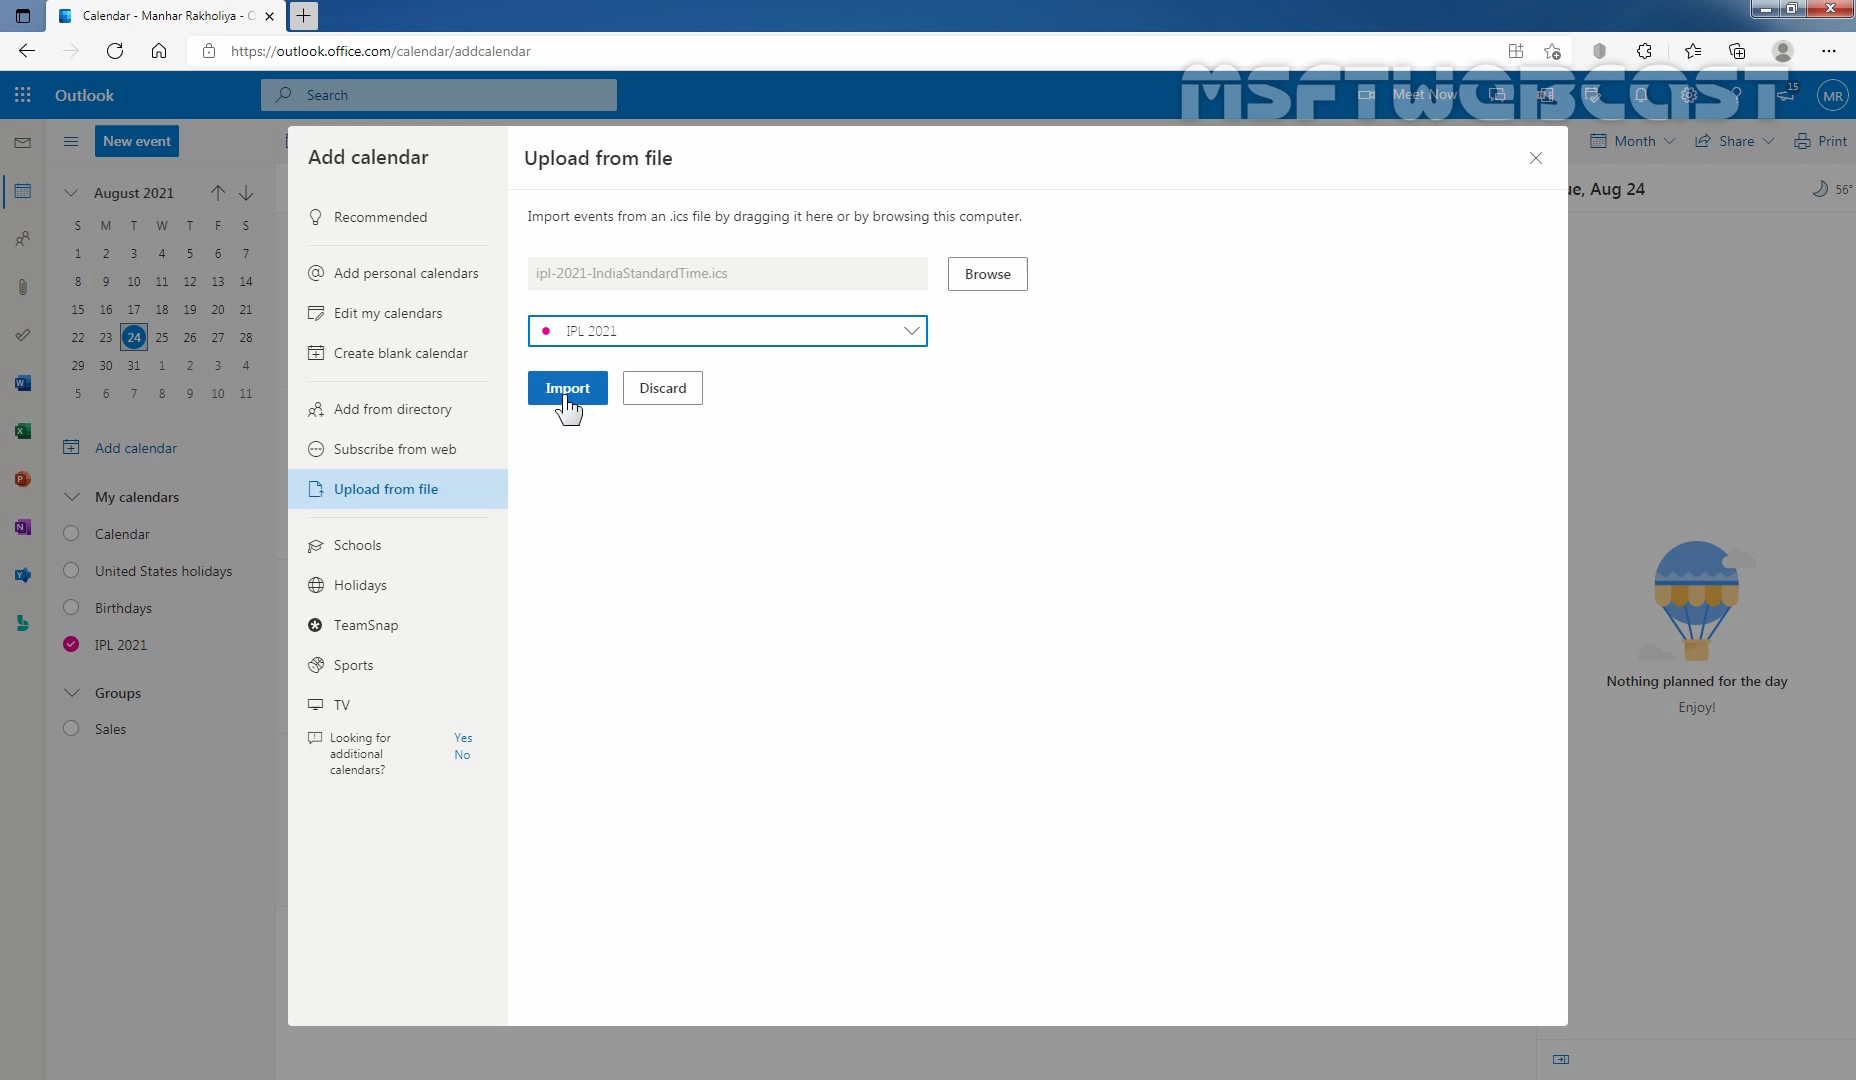 Calendar - Manhar Rakholiya - O
https://outlook.office.com/calendar/addcalendar
MSFTWEBCAST
Outlook
Search
Meet Now
15
MR
New event
Month
Share
Print
August 2021
S M T W T F S
1 2 3 4 5 6 7
8 9 10 11 12 13 14
15 16 17 18 19 20 21
22 23 24 25 26 27 28
29 30 31 1 2 3 4
5 6 7 8 9 10 11
Add calendar
My calendars
Calendar
United States holidays
Birthdays
IPL 2021
Groups
Sales
Add calendar
Recommended
Add personal calendars
Edit my calendars
Create blank calendar
Add from directory
Subscribe from web
Upload from file
Schools
Holidays
TeamSnap
Sports
TV
Looking for
additional
calendars?
Yes
No
Upload from file
Import events from an .ics file by dragging it here or by browsing this computer.
ipl-2021-IndiaStandardTime.ics
Browse
IPL 2021
Import
Discard
ue, Aug 24
56°
Nothing planned for the day
Enjoy!